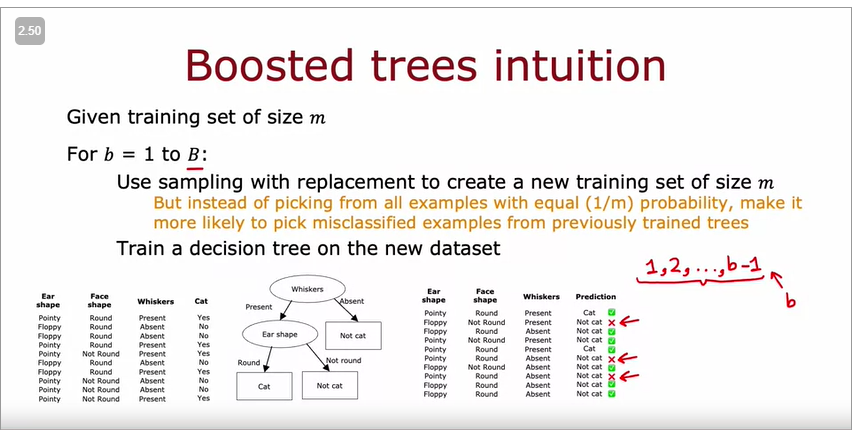 2.50
Boosted trees intuition
Given training set of size m
For b = 1 to B:
Use sampling with replacement to create a new training set of size m
But instead of picking from all examples with equal (1/m) probability, make it
more likely to pick misclassified examples from previously trained trees
Train a decision tree on the new dataset
1,2,...,b-1
b
Ear shape Face shape Whiskers Cat
Pointy Round Present Yes
Floppy Round Absent No
Floppy Round Absent No
Pointy Round Present Yes
Pointy Not Round Present Yes
Floppy Round Absent No
Floppy Round Present Yes
Pointy Not Round Absent No
Pointy Not Round Absent No
Pointy Not Round Present Yes
Whiskers
Present Absent
Ear shape Not cat
Round Not round
Cat Not cat
Ear shape Face shape Whiskers Prediction
Pointy Round Present Cat ✅
Floppy Not Round Present Not cat ❌
Floppy Round Absent Not cat ✅
Pointy Not Round Present Not cat ✅
Pointy Round Present Cat ✅
Pointy Round Absent Not cat ❌
Floppy Not Round Absent Not cat ✅
Pointy Round Absent Not cat ❌
Floppy Round Absent Not cat ✅
Floppy Round Absent Not cat ✅